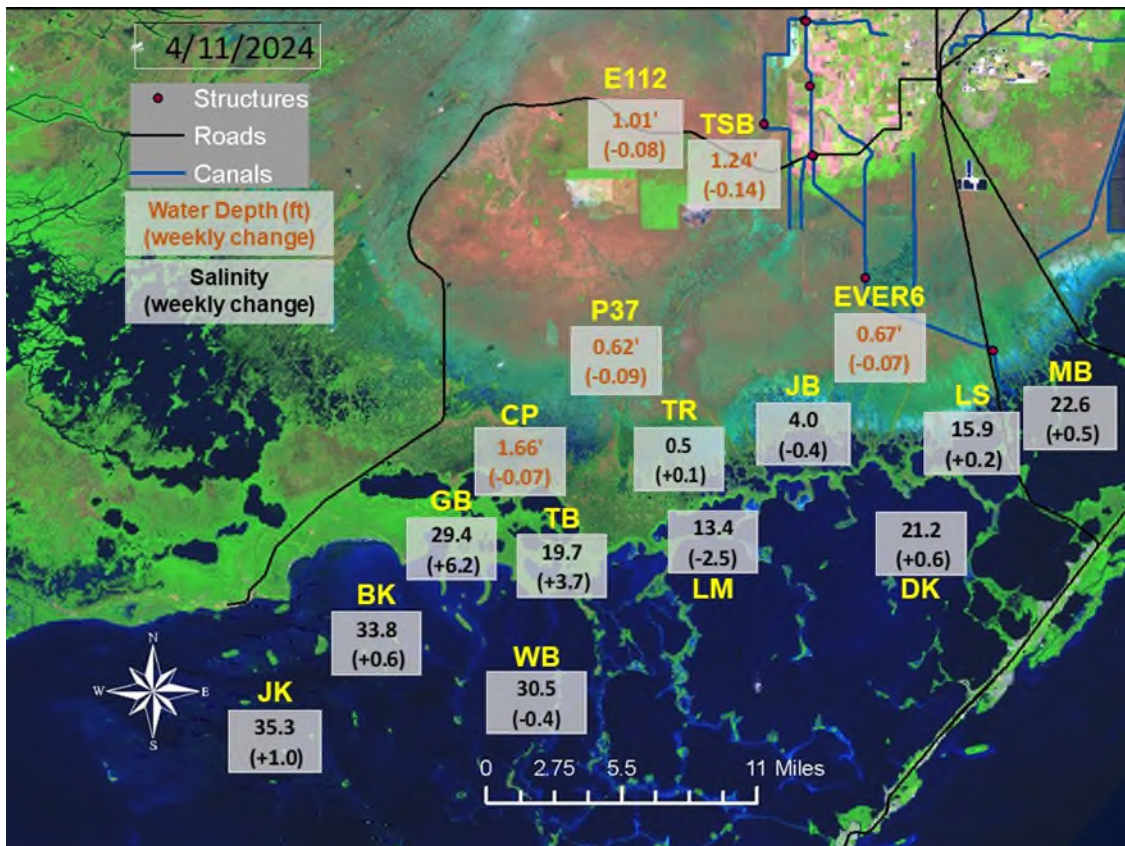 4/11/2024
Structures
Roads
Canals
Water Depth (ft)
(weekly change)
Salinity
(weekly change)
E112
1.01'
(-0.08)
TSB
1.24'
(-0.14)
P37
0.62'
(-0.09)
EVER6
0.67'
(-0.07)
CP
1.66'
(-0.07)
TR
0.5
(+0.1)
JB
4.0
(-0.4)
LS
15.9
(+0.2)
MB
22.6
(+0.5)
GB
29.4
(+6.2)
TB
19.7
(+3.7)
13.4
(-2.5)
LM
21.2
(+0.6)
DK
BK
33.8
(+0.6)
WB
30.5
(-0.4)
JK
35.3
(+1.0)
N
W E
S
0 2.75 5.5 11 Miles